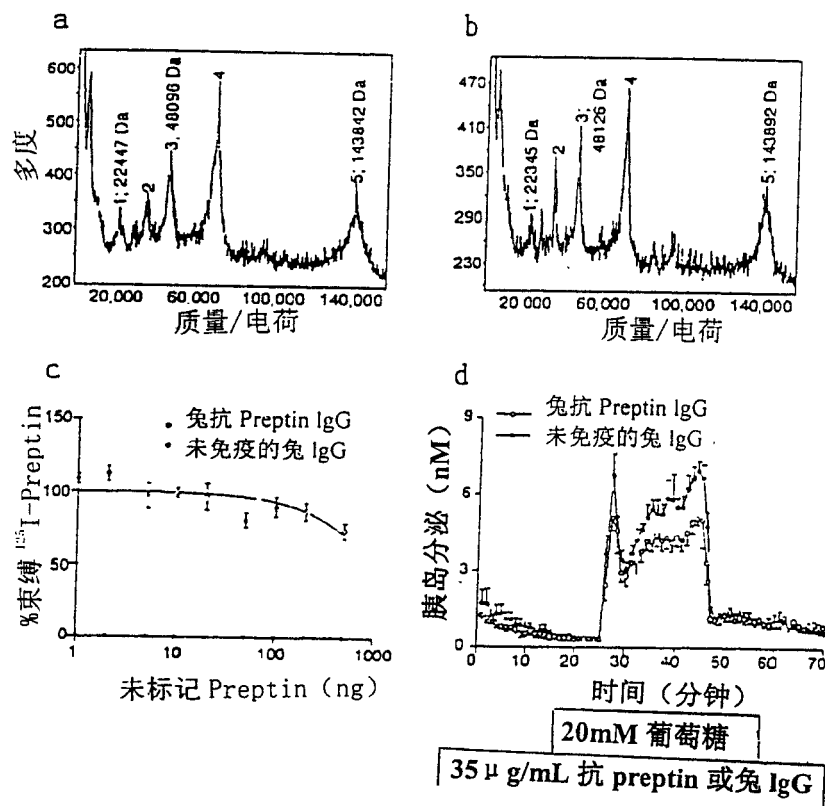 a
600
500
400
300
200
多度
1; 22447 Da
2
3, 48096 Da
4
5; 143842 Da
20,000 60,000 100,000 140,000
质量/电荷
b
470
410
350
290
230
1; 22345 Da
2
3; 48126 Da
4
5; 143892 Da
20 000 60,000 100,000 140,000
质量/电荷
c
150
100
50
0
%束缚 ¹²⁵I-Preptin
兔抗 Preptin IgG
未免疫的兔 IgG
1 10 100 1000
未标记 Preptin (ng)
d
9
6
3
0
胰岛分泌 (nM)
兔抗 Preptin IgG
未免疫的兔 IgG
0 10 20 30 40 50 60 70
时间 (分钟)
20mM 葡萄糖
35μg/mL 抗 preptin 或兔 IgG